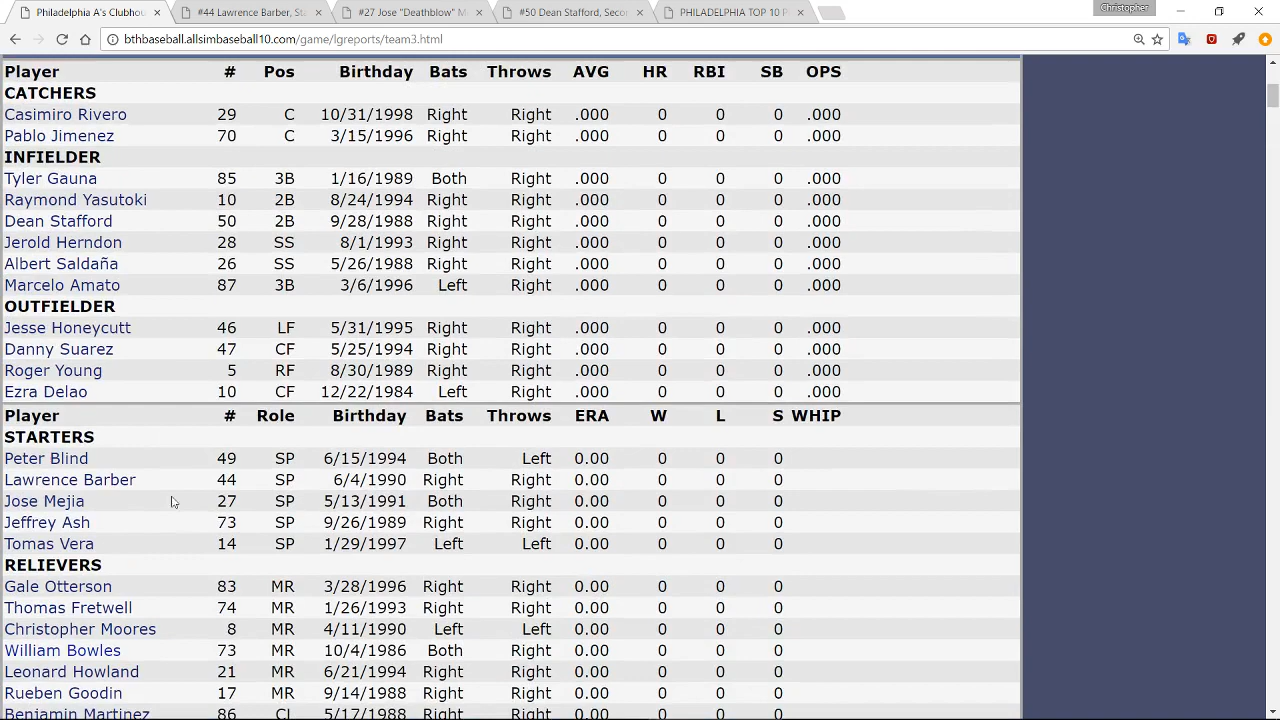 Philadelphia A's Clubhou
#44 Lawrence Barber, Sta
#27 Jose "Deathblow" M
#50 Dean Stafford, Secon
PHILADELPHIA TOP 10 P
Christopher
bthbaseball.allsimbaseball10.com/game/lgreports/team3.html
Player # Pos Birthday Bats Throws AVG HR RBI SB OPS
CATCHERS
Casimiro Rivero 29 C 10/31/1998 Right Right .000 0 0 0 .000
Pablo Jimenez 70 C 3/15/1996 Right Right .000 0 0 0 .000
INFIELDER
Tyler Gauna 85 3B 1/16/1989 Both Right .000 0 0 0 .000
Raymond Yasutoki 10 2B 8/24/1994 Right Right .000 0 0 0 .000
Dean Stafford 50 2B 9/28/1988 Right Right .000 0 0 0 .000
Jerold Herndon 28 SS 8/1/1993 Right Right .000 0 0 0 .000
Albert Saldaña 26 SS 5/26/1988 Right Right .000 0 0 0 .000
Marcelo Amato 87 3B 3/6/1996 Left Right .000 0 0 0 .000
OUTFIELDER
Jesse Honeycutt 46 LF 5/31/1995 Right Right .000 0 0 0 .000
Danny Suarez 47 CF 5/25/1994 Right Right .000 0 0 0 .000
Roger Young 5 RF 8/30/1989 Right Right .000 0 0 0 .000
Ezra Delao 10 CF 12/22/1984 Left Right .000 0 0 0 .000
Player # Role Birthday Bats Throws ERA W L S WHIP
STARTERS
Peter Blind 49 SP 6/15/1994 Both Left 0.00 0 0 0
Lawrence Barber 44 SP 6/4/1990 Right Right 0.00 0 0 0
Jose Mejia 27 SP 5/13/1991 Both Right 0.00 0 0 0
Jeffrey Ash 73 SP 9/26/1989 Right Right 0.00 0 0 0
Tomas Vera 14 SP 1/29/1997 Left Left 0.00 0 0 0
RELIEVERS
Gale Otterson 83 MR 3/28/1996 Right Right 0.00 0 0 0
Thomas Fretwell 74 MR 1/26/1993 Right Right 0.00 0 0 0
Christopher Moores 8 MR 4/11/1990 Left Left 0.00 0 0 0
William Bowles 73 MR 10/4/1986 Both Right 0.00 0 0 0
Leonard Howland 21 MR 6/21/1994 Right Right 0.00 0 0 0
Rueben Goodin 17 MR 9/14/1988 Right Right 0.00 0 0 0
Benjamin Martinez 86 CL 5/17/1988 Right Right 0.00 0 0 0